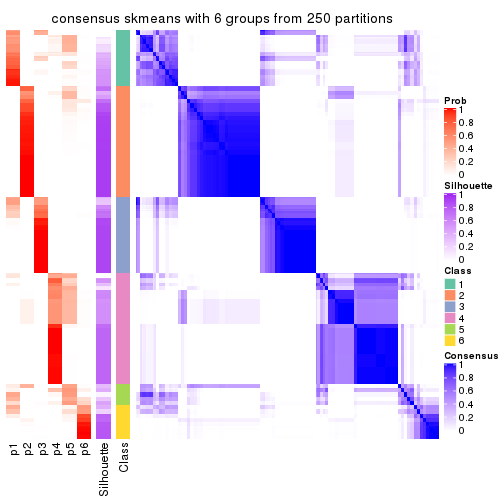 consensus skmeans with 6 groups from 250 partitions
Prob
1
0.8
0.6
0.4
0.2
0
Silhouette
1
0.8
0.6
0.4
0.2
0
Class
1
2
3
4
5
6
Consensus
1
0.8
0.6
0.4
0.2
0
p1
p2
p3
p4
p5
p6
Silhouette
Class